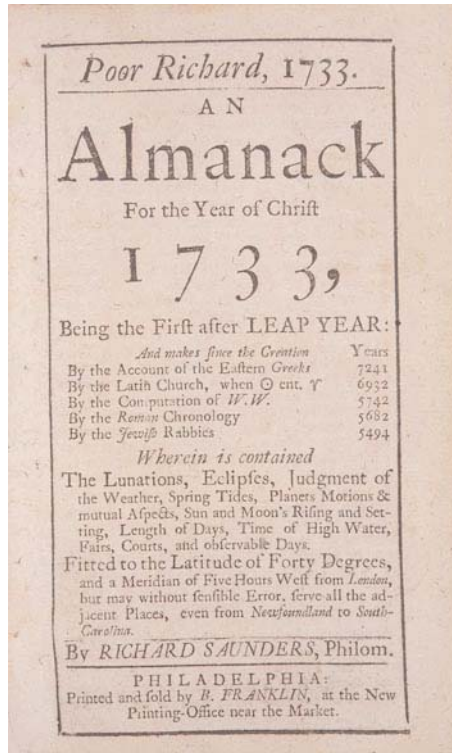 Poor Richard, 1733.
AN
Almanack
For the Year of Chriſt
1 7 3 3,
Being the Firſt after LEAP YEAR:
And makes ſince the Creation Years
By the Account of the Eaſtern Greeks 7241
By the Latin Church, when ☉ ent. ♈ 6932
By the Computation of W.W. 5742
By the Roman Chronology 5682
By the Jewiſh Rabbies 5494
Wherein is contained
The Lunations, Eclipſes, Judgment of
the Weather, Spring Tides, Planets Motions &
mutual Aſpects, Sun and Moon's Riſing and Set-
ting, Length of Days, Time of High Water,
Fairs, Courts, and obſervable Days.
Fitted to the Latitude of Forty Degrees,
and a Meridian of Five Hours Weſt from London,
but may without ſenſible Error, ſerve all the ad-
jacent Places, even from Newfoundland to South-
Carolina.
By RICHARD SAUNDERS, Philom.
PHILADELPHIA:
Printed and ſold by B. FRANKLIN, at the New
Printing-Office near the Market.